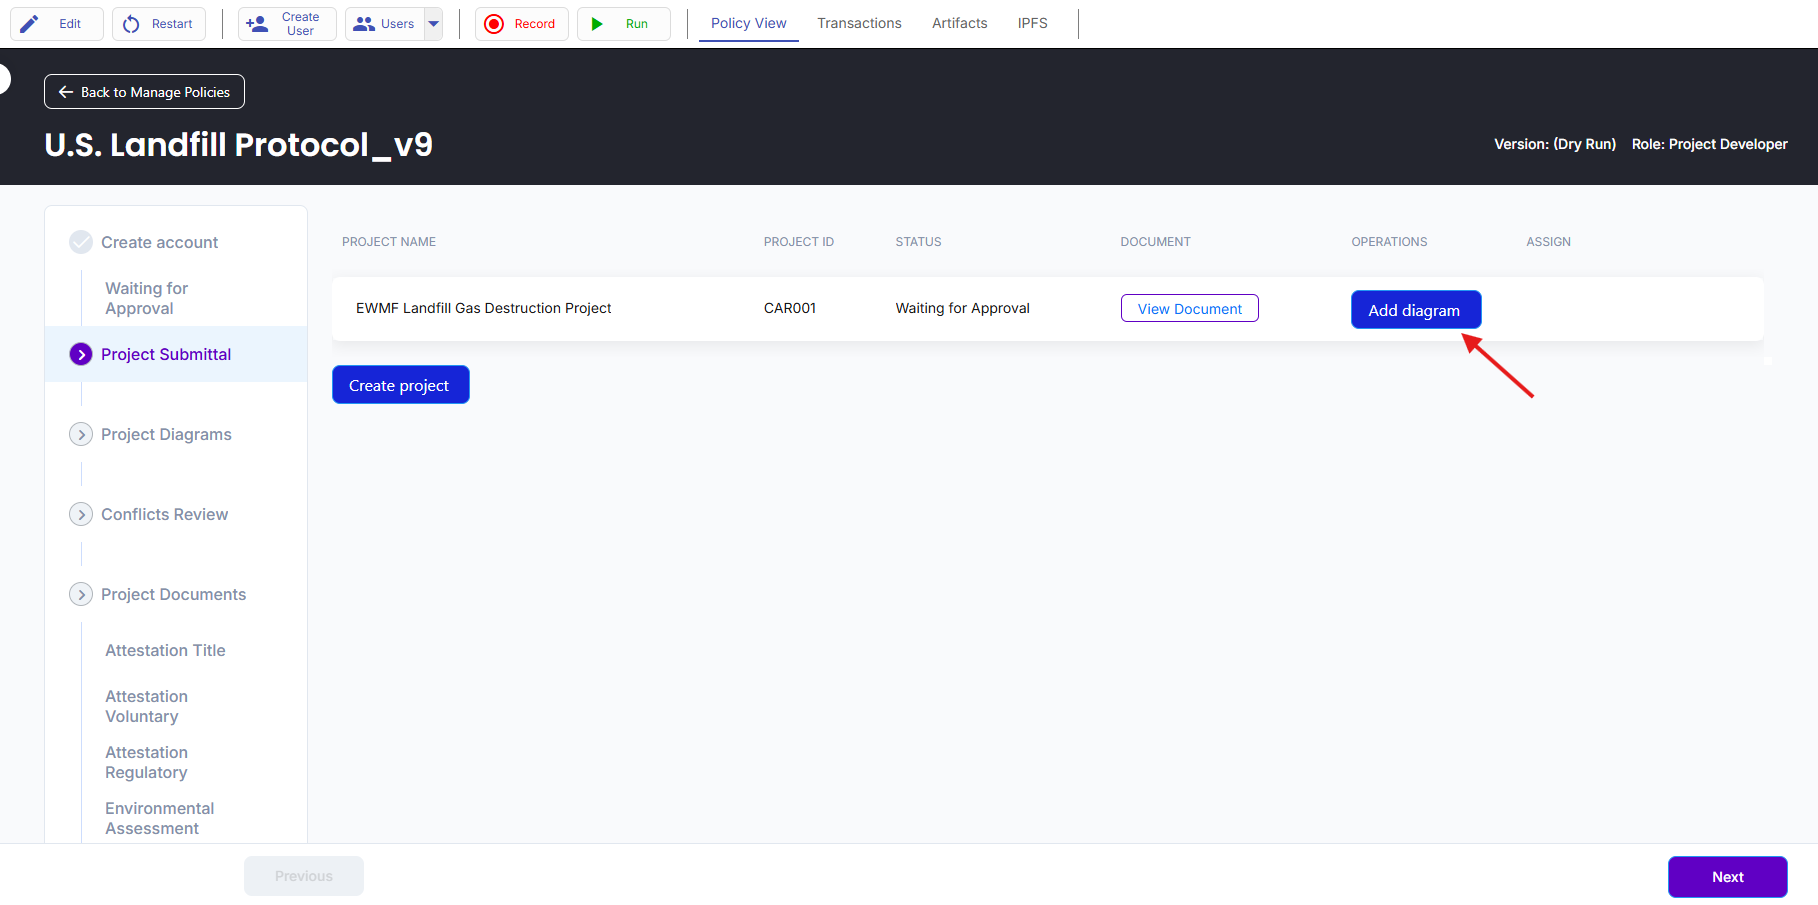 Edit
Restart
Create
User
Users
Record
Run
Policy View
Transactions
Artifacts
IPFS
Back to Manage Policies
U.S. Landfill Protocol_v9
Version: (Dry Run)
Role: Project Developer
Create account
Waiting for
Approval
Project Submittal
Project Diagrams
Conflicts Review
Project Documents
Attestation Title
Attestation
Voluntary
Attestation
Regulatory
Environmental
Assessment
PROJECT NAME
PROJECT ID
STATUS
DOCUMENT
OPERATIONS
ASSIGN
EWMF Landfill Gas Destruction Project
CAR001
Waiting for Approval
View Document
Add diagram
Create project
Previous
Next